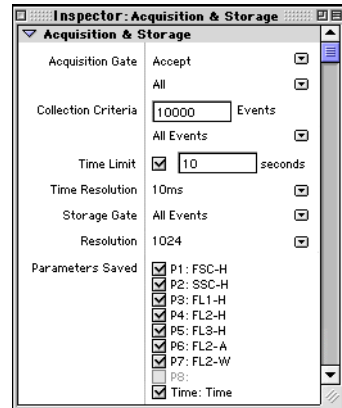 Inspector: Acquisition & Storage
Acquisition & Storage
Acquisition Gate Accept
All
Collection Criteria 10000 Events
All Events
Time Limit 10 seconds
Time Resolution 10ms
Storage Gate All Events
Resolution 1024
Parameters Saved P1: FSC-H
P2: SSC-H
P3: FL1-H
P4: FL2-H
P5: FL3-H
P6: FL2-A
P7: FL2-W
P8:
Time: Time